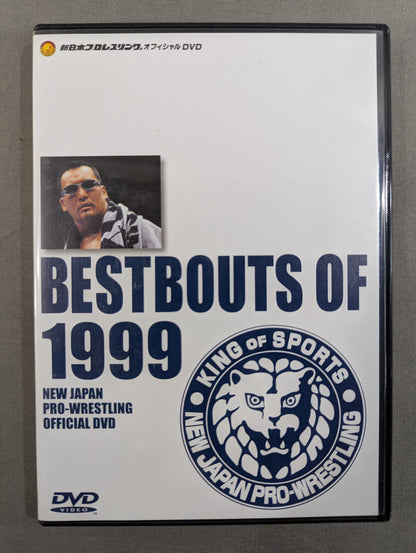 新日本プロレスリング®オフィシャルDVD
BESTBOUTS OF
1999
NEW JAPAN
PRO-WRESTLING
OFFICIAL DVD
KING OF SPORTS
NEW JAPAN PRO-WRESTLING
DVD
VIDEO